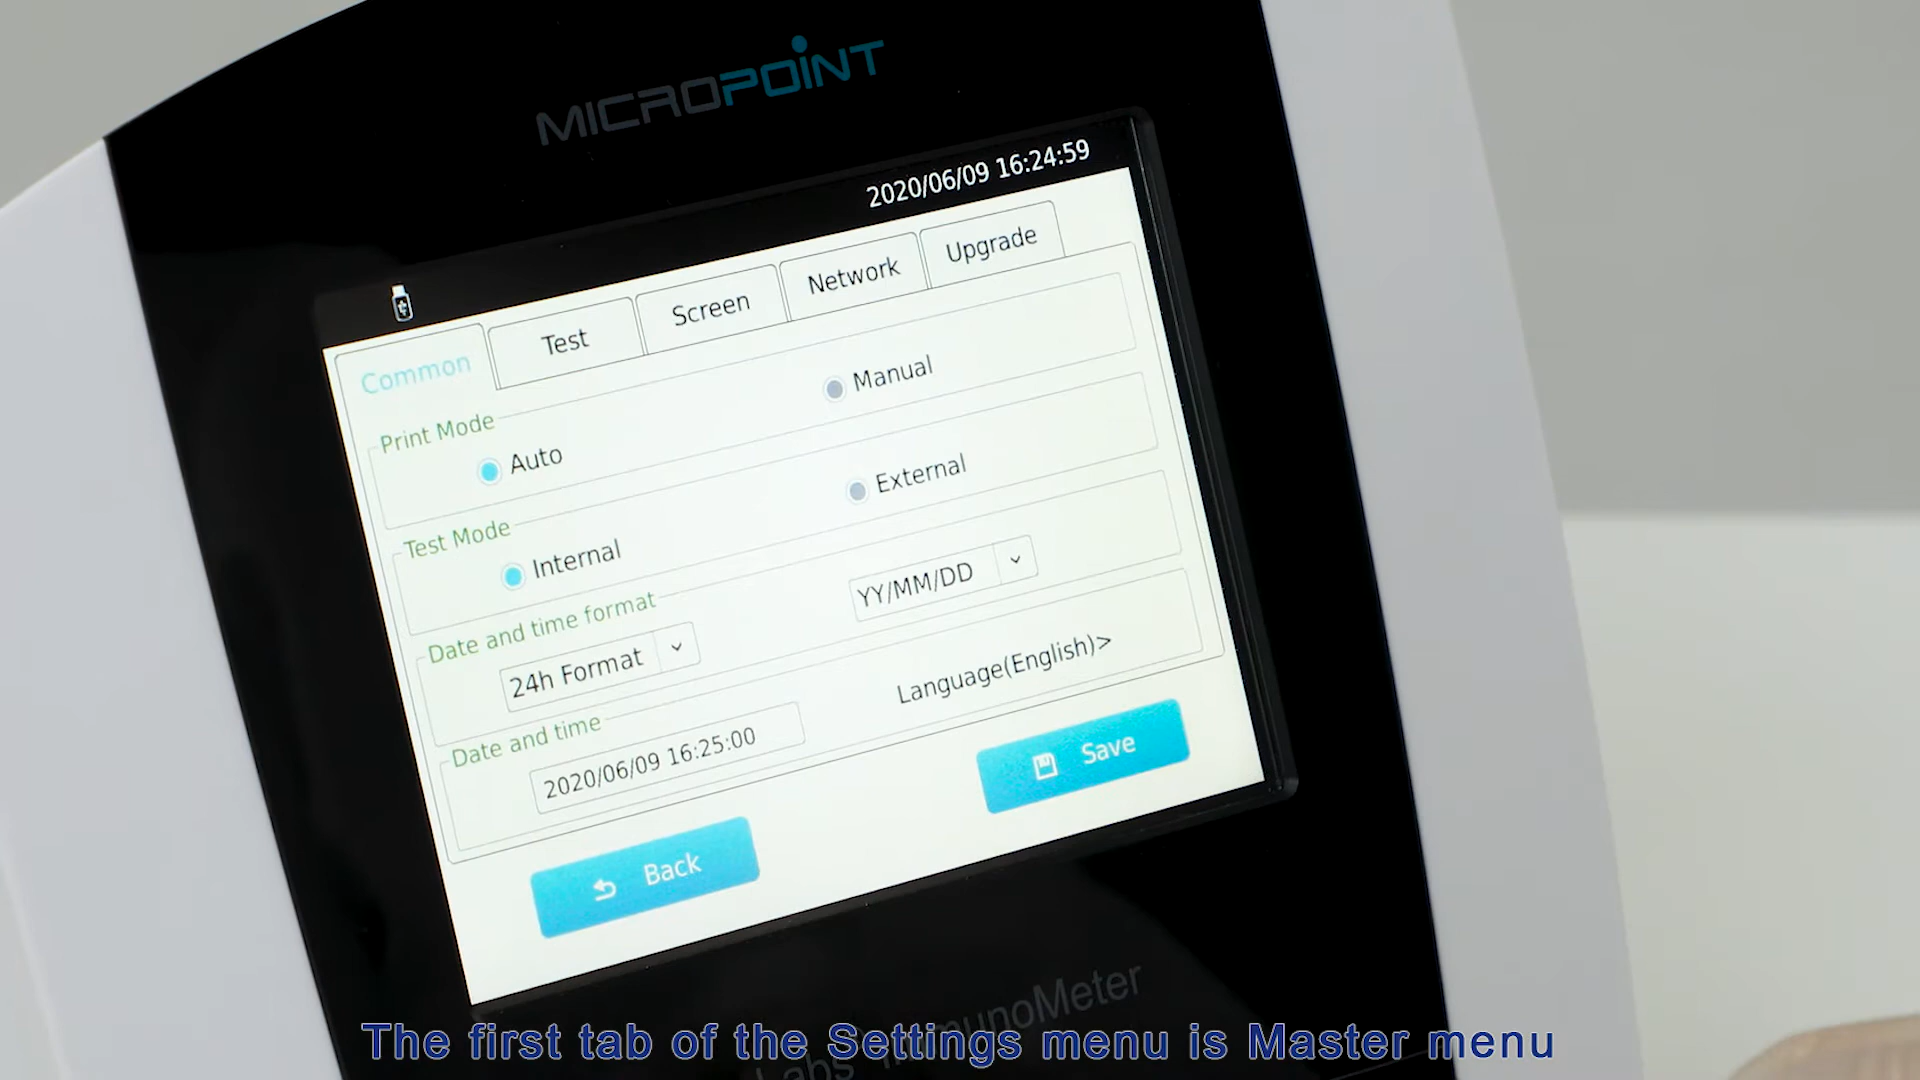 MICROPOINT
2020/06/09 16:24:59
Common Test Screen Network Upgrade
Print Mode
Auto Manual
Test Mode
Internal External
Date and time format
24h Format YY/MM/DD
Date and time
2020/06/09 16:25:00 Language(English)>
Back Save
The first tab of the Settings menu is Master menu